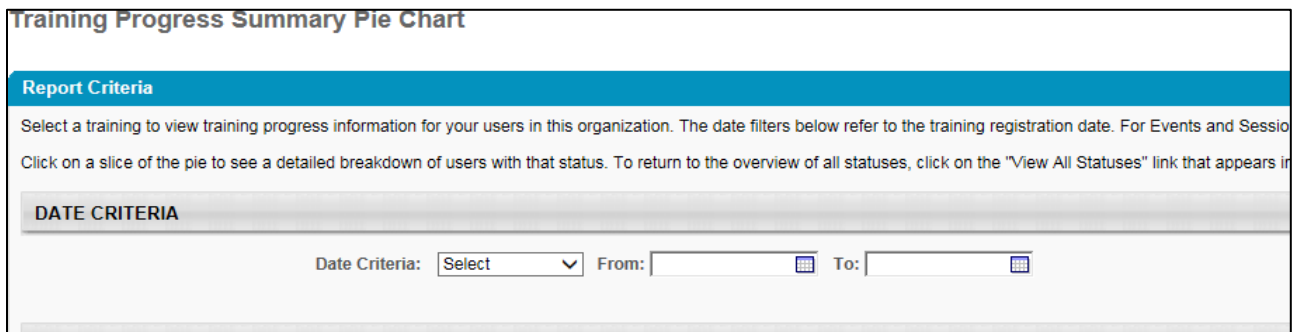 Training Progress Summary Pie Chart
Report Criteria
Select a training to view training progress information for your users in this organization. The date filters below refer to the training registration date. For Events and Sessio
Click on a slice of the pie to see a detailed breakdown of users with that status. To return to the overview of all statuses, click on the "View All Statuses" link that appears in
DATE CRITERIA
Date Criteria: Select From: To: